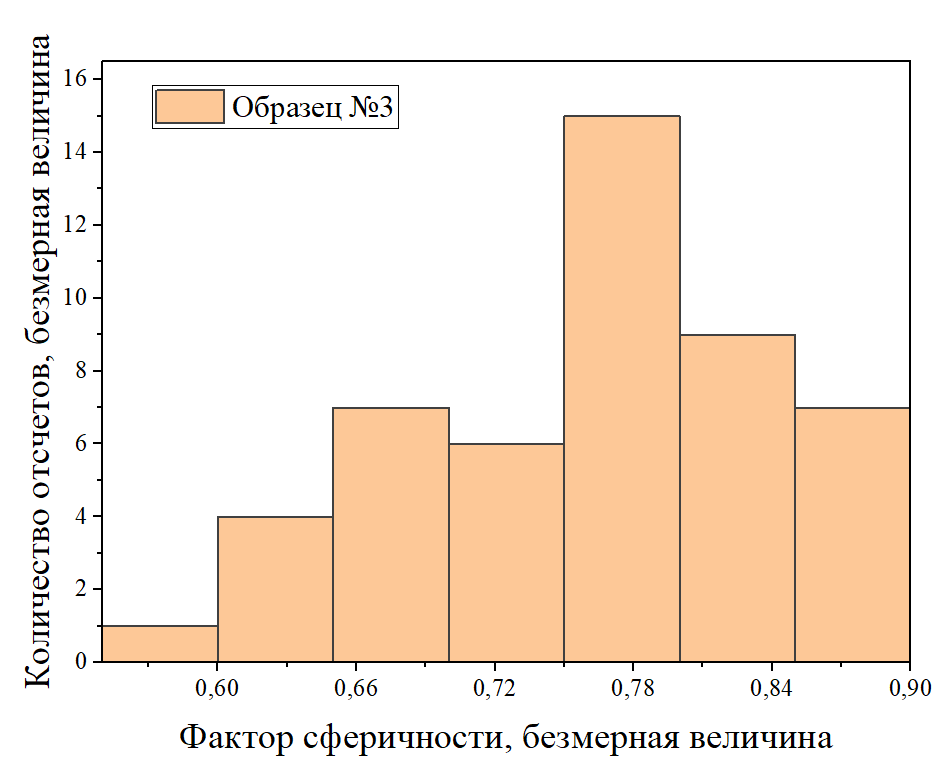 Количество отсчетов, безмерная величина
16
14
12
10
8
6
4
2
0
Образец №3
0,60 0,66 0,72 0,78 0,84 0,90
Фактор сферичности, безмерная величина